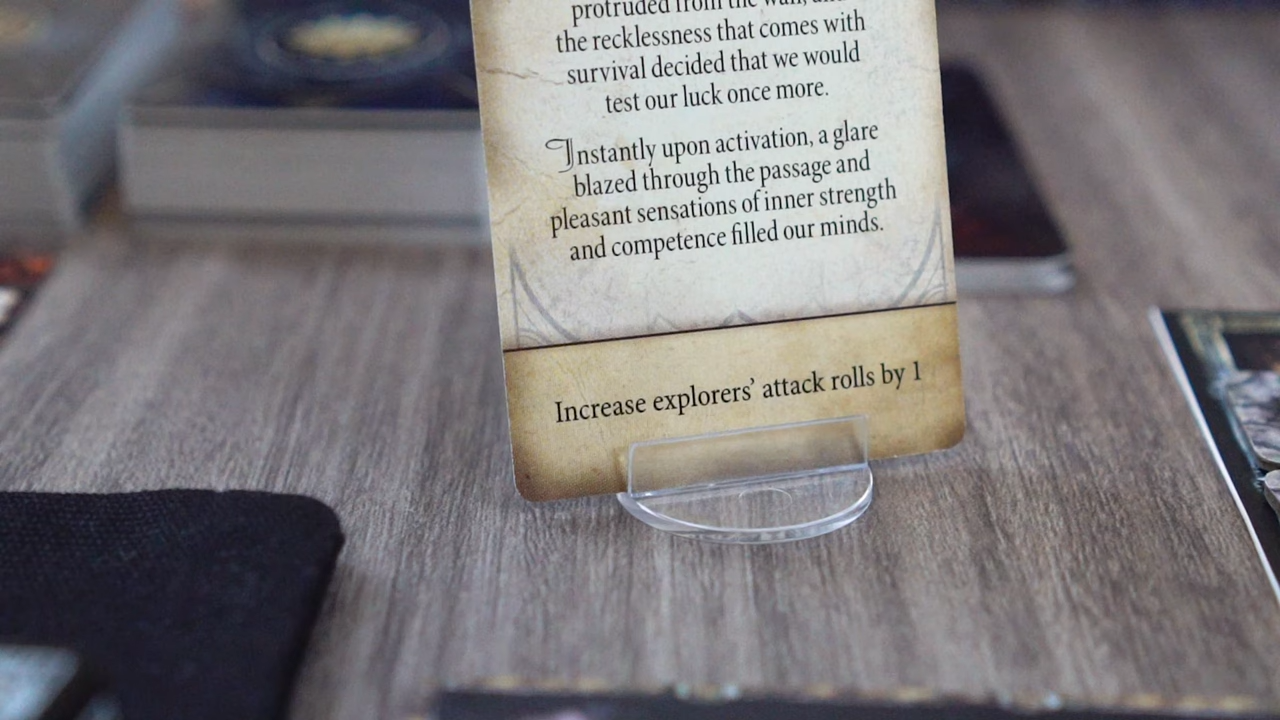 protruded from the wall, and
the recklessness that comes with
survival decided that we would
test our luck once more.
Instantly upon activation, a glare
blazed through the passage and
pleasant sensations of inner strength
and competence filled our minds.
Increase explorers' attack rolls by 1